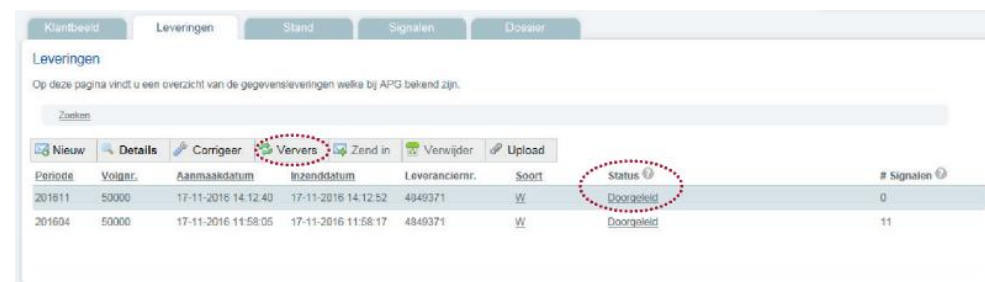 Klantbeeld Leveringen Stand Signalen Dossier
Leveringen
Op deze pagina vindt u een overzicht van de gegevensleveringen welke bij APG bekend zijn.
Zoeken
Nieuw Details Corrigeer Ververs Zend in Verwijder Upload
Periode Volgnr. Aanmaakdatum Inzenddatum Leveranciernr. Soort Status # Signalen
201611 50000 17-11-2016 14:12:40 17-11-2016 14:12:52 4849371 W Doorgeleid 0
201604 50000 17-11-2016 11:58:05 17-11-2016 11:58:17 4849371 W Doorgeleid 11